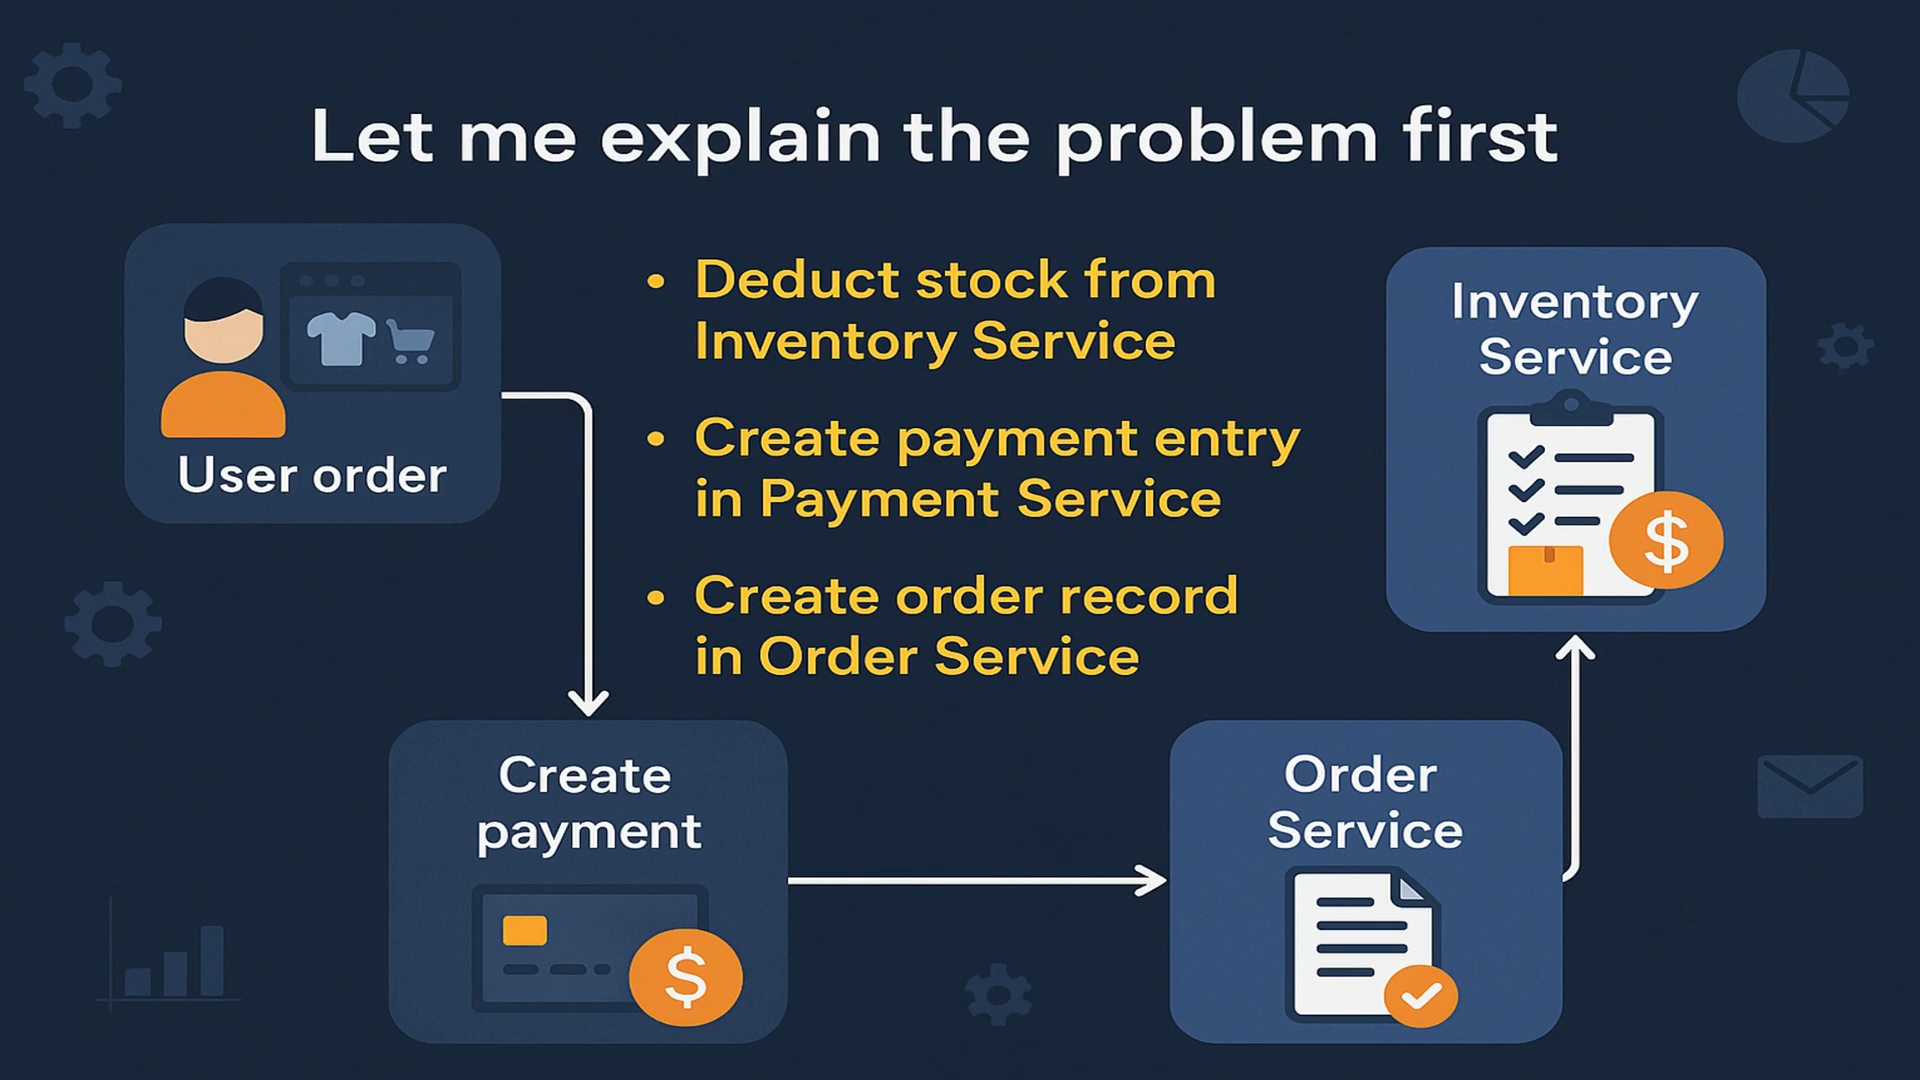 Let me explain the problem first
User order
• Deduct stock from
Inventory Service
• Create payment entry
in Payment Service
• Create order record
in Order Service
Inventory
Service
$
Create
payment
$
Order
Service